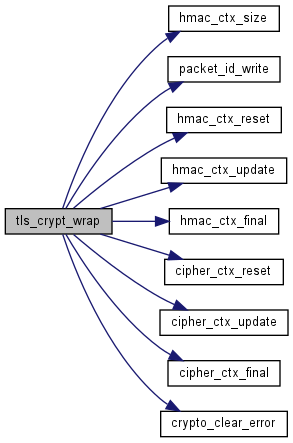 hmac_ctx_size
packet_id_write
hmac_ctx_reset
hmac_ctx_update
tls_crypt_wrap
hmac_ctx_final
cipher_ctx_reset
cipher_ctx_update
cipher_ctx_final
crypto_clear_error